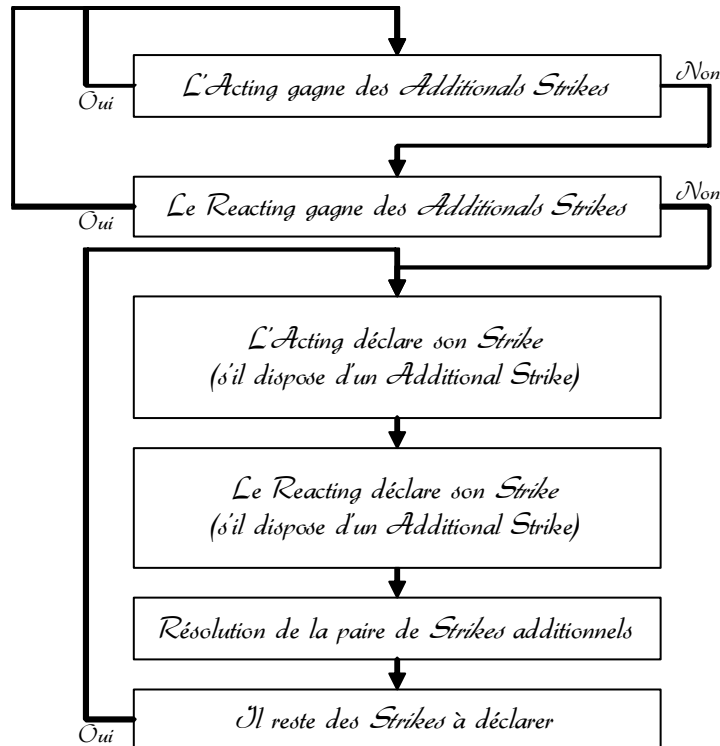 L'Acting gagne des Additionals Strikes
Non
Oui
Le Reacting gagne des Additionals Strikes
Non
Oui
L'Acting déclare son Strike
(s'il dispose d'un Additional Strike)
Le Reacting déclare son Strike
(s'il dispose d'un Additional Strike)
Résolution de la paire de Strikes additionnels
Il reste des Strikes à déclarer
Oui